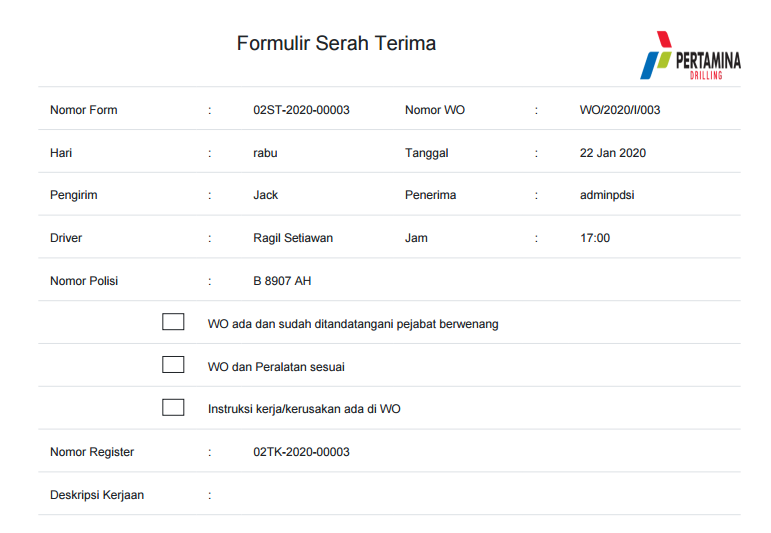 Formulir Serah Terima
PERTAMINA
DRILLING
Nomor Form : 02ST-2020-00003 Nomor WO : WO/2020/I/003
Hari : rabu Tanggal : 22 Jan 2020
Pengirim : Jack Penerima : adminpdsi
Driver : Ragil Setiawan Jam : 17:00
Nomor Polisi : B 8907 AH
WO ada dan sudah ditandatangani pejabat berwenang
WO dan Peralatan sesuai
Instruksi kerja/kerusakan ada di WO
Nomor Register : 02TK-2020-00003
Deskripsi Kerjaan :